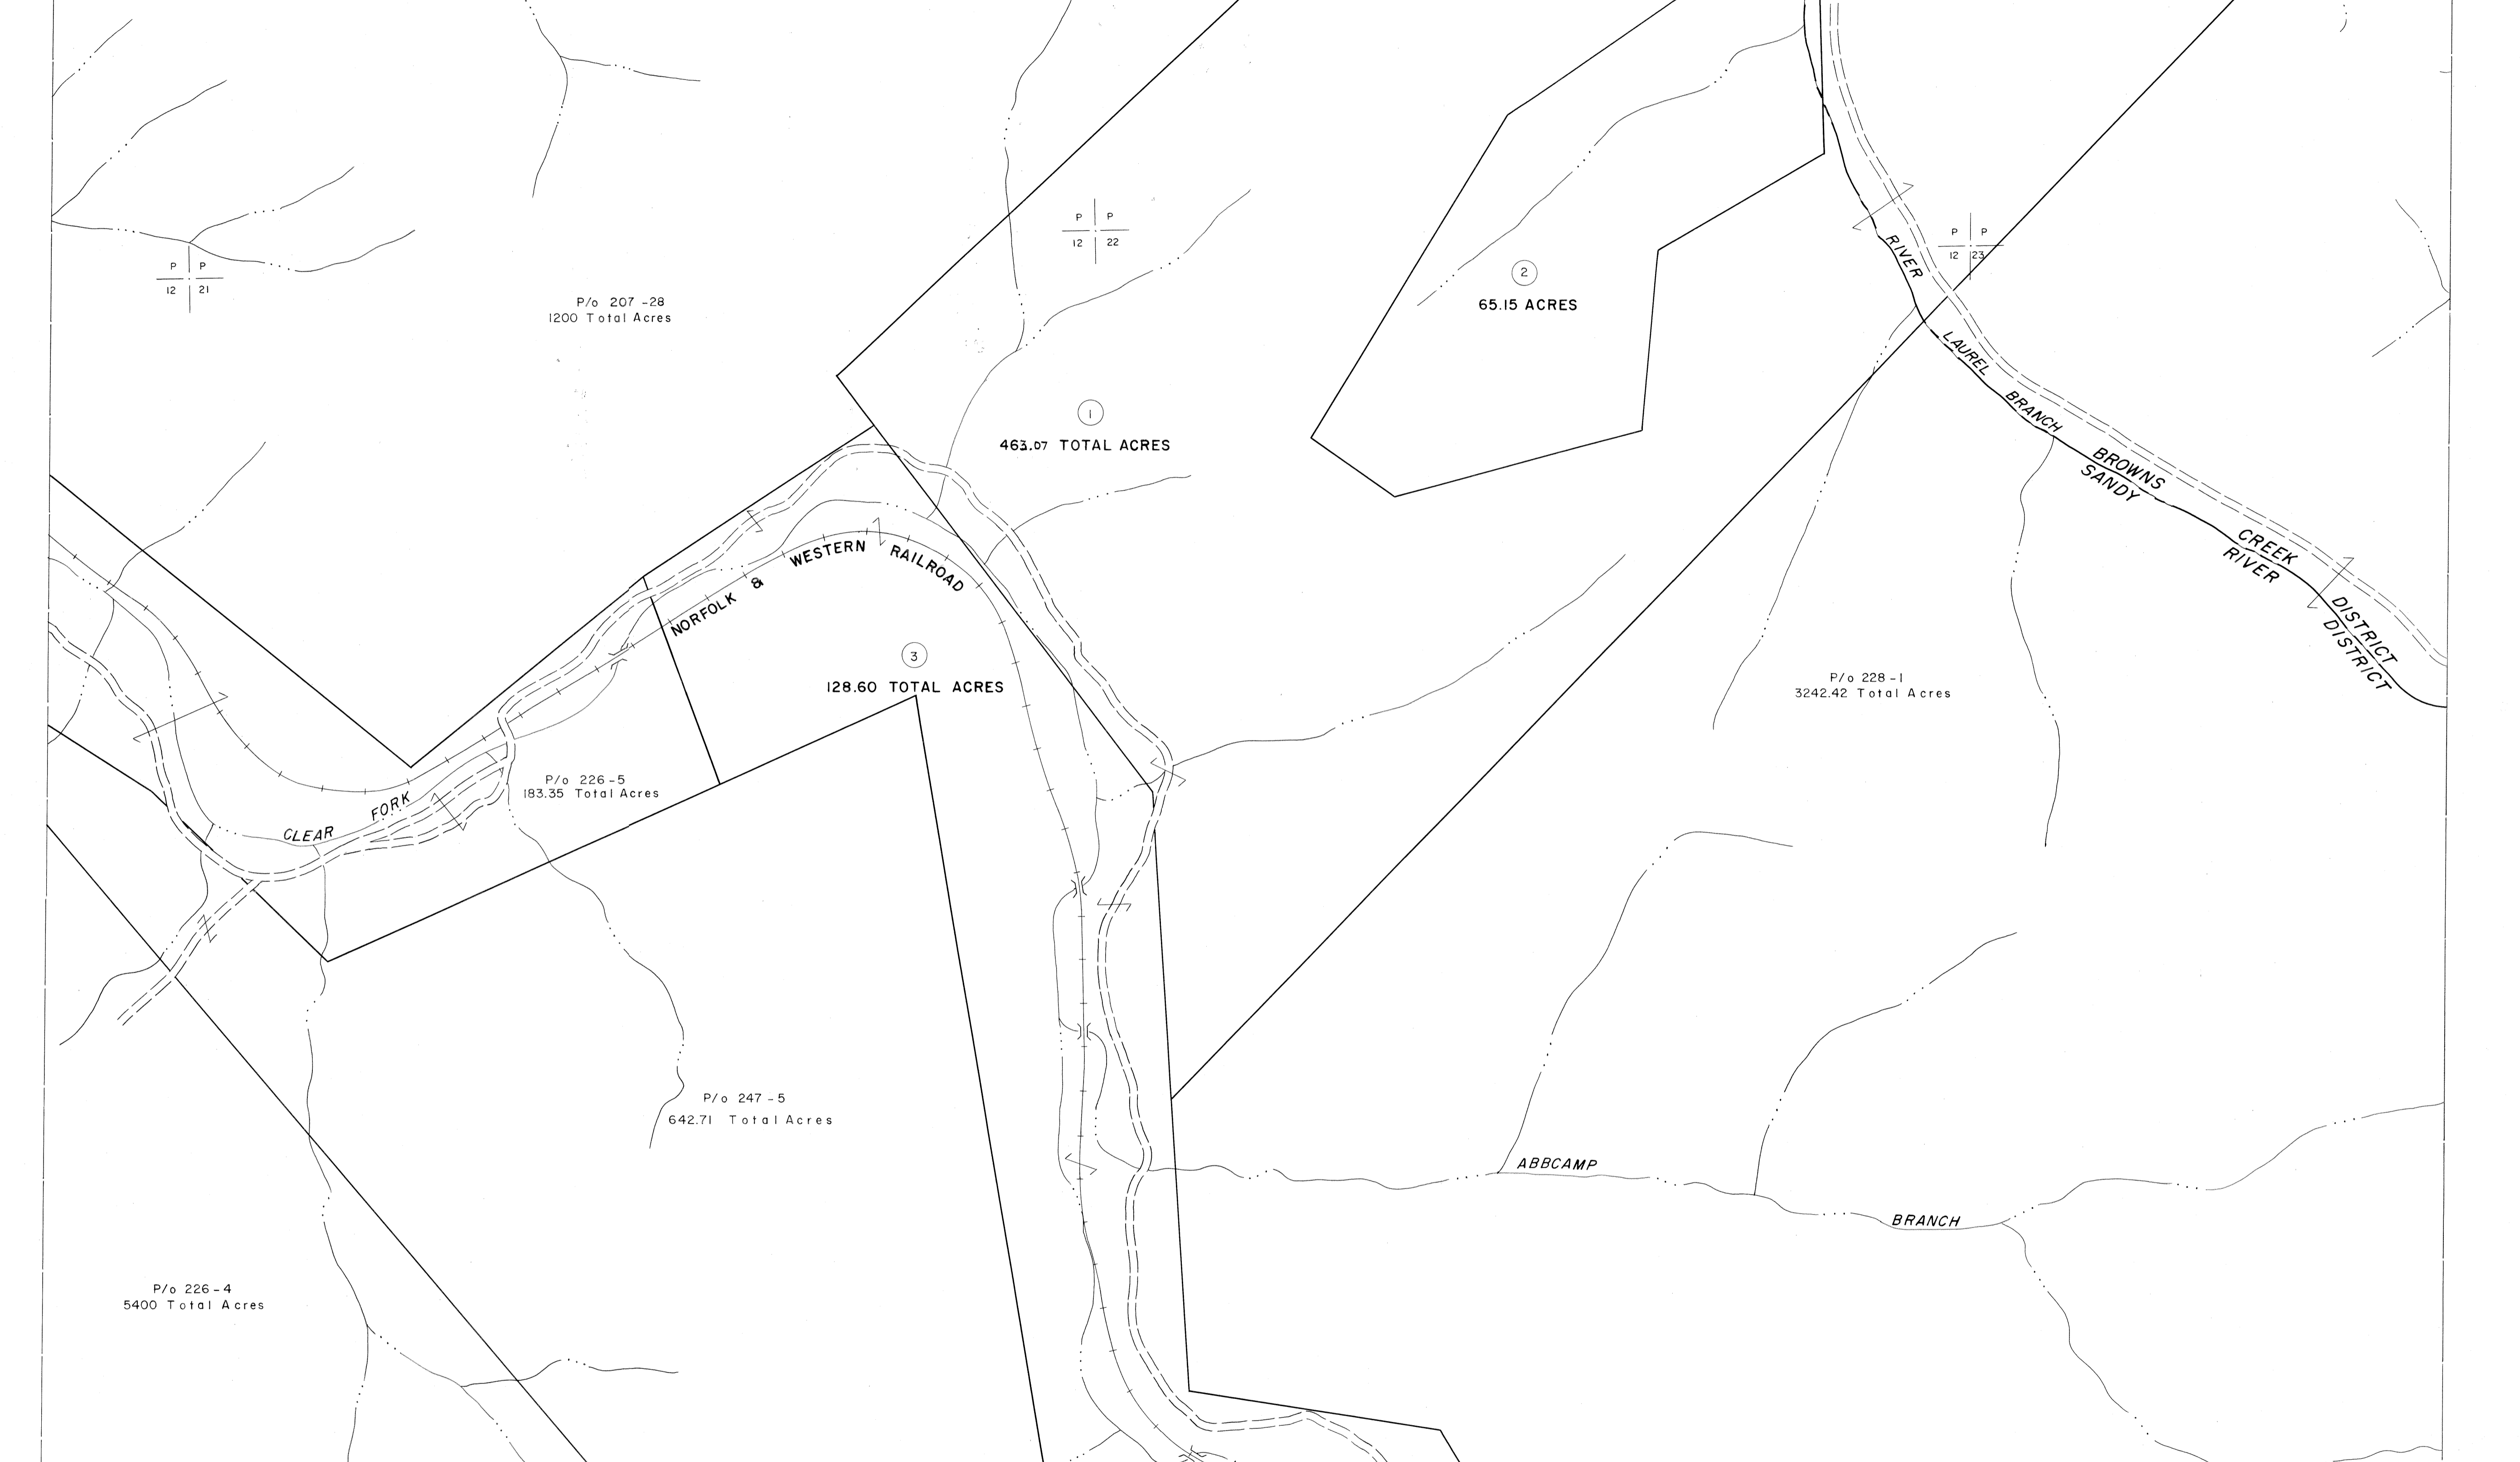 P P
12 22
P P
12 23
P P
12 21
RIVER
2
65.15 ACRES
P/o 207-28
1200 Total Acres
LAUREL BRANCH
1
463.07 TOTAL ACRES
BROWNS CREEK DISTRICT
SANDY RIVER DISTRICT
NORFOLK & WESTERN RAILROAD
3
128.60 TOTAL ACRES
P/o 228-1
3242.42 Total Acres
P/o 226-5
183.35 Total Acres
CLEAR FORK
P/o 247-5
642.71 Total Acres
ABBCAMP BRANCH
P/o 226-4
5400 Total Acres